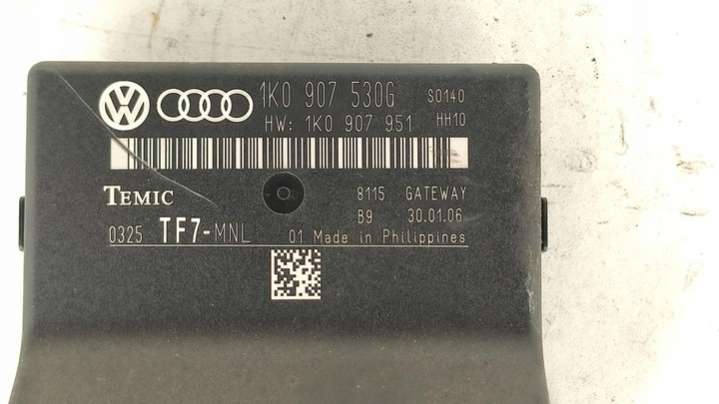 1K0 907 530G S0140
HW: 1K0 907 951 HH10
TEMIC 8115 GATEWAY
B9 30.01.06
0325 TF7-MNL 01 Made in Philippines